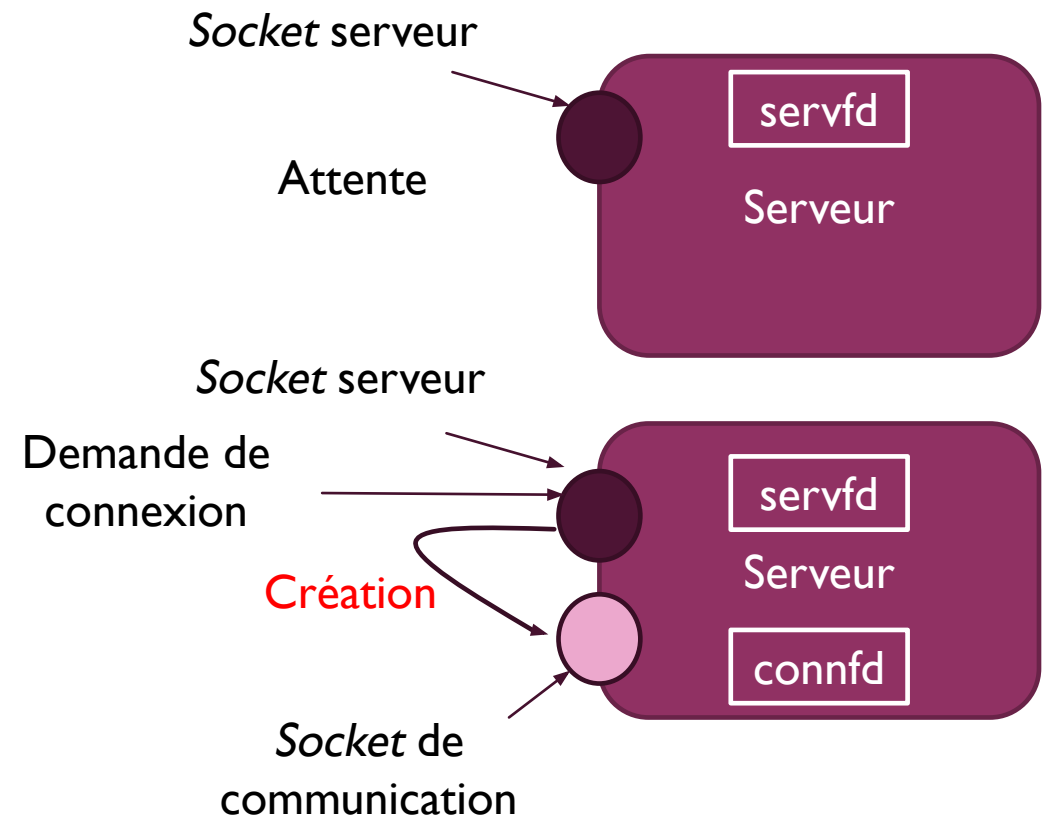 Socket serveur
servfd
Attente
Serveur
Socket serveur
Demande de
connexion
servfd
Serveur
Création
connfd
Socket de
communication